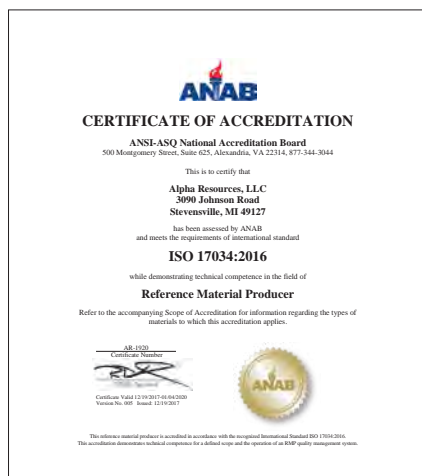 ANAB
CERTIFICATE OF ACCREDITATION
ANSI-ASQ National Accreditation Board
500 Montgomery Street, Suite 625, Alexandria, VA 22314, 877-344-3044
This is to certify that
Alpha Resources, LLC
3090 Johnson Road
Stevensville, MI 49127
has been assessed by ANAB
and meets the requirements of international standard
ISO 17034:2016
while demonstrating technical competence in the field of
Reference Material Producer
Refer to the accompanying Scope of Accreditation for information regarding the types of
materials to which this accreditation applies.
AR-1920
Certificate Number
Certificate Valid 12/19/2017-01/04/2020
Version No. 005 Issued: 12/19/2017
ANAB
This reference material producer is accredited in accordance with the recognized International Standard ISO 17034:2016.
This accreditation demonstrates technical competence for a defined scope and the operation of an RMP quality management system.